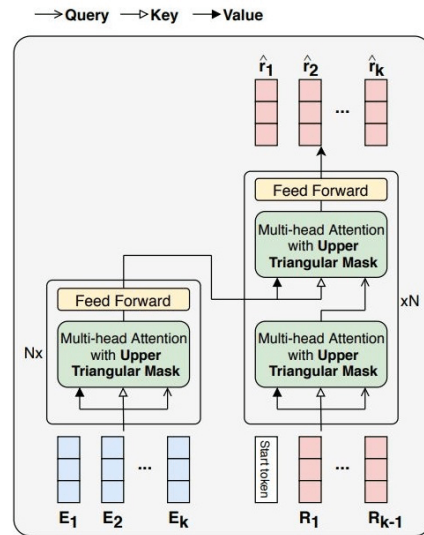 Query Key Value
r̂1 r̂2 r̂k
...
Feed Forward
Multi-head Attention
with Upper
Triangular Mask
xN
Feed Forward
Nx
Multi-head Attention
with Upper
Triangular Mask
Multi-head Attention
with Upper
Triangular Mask
... Start token ...
E1 E2 Ek R1 Rk-1